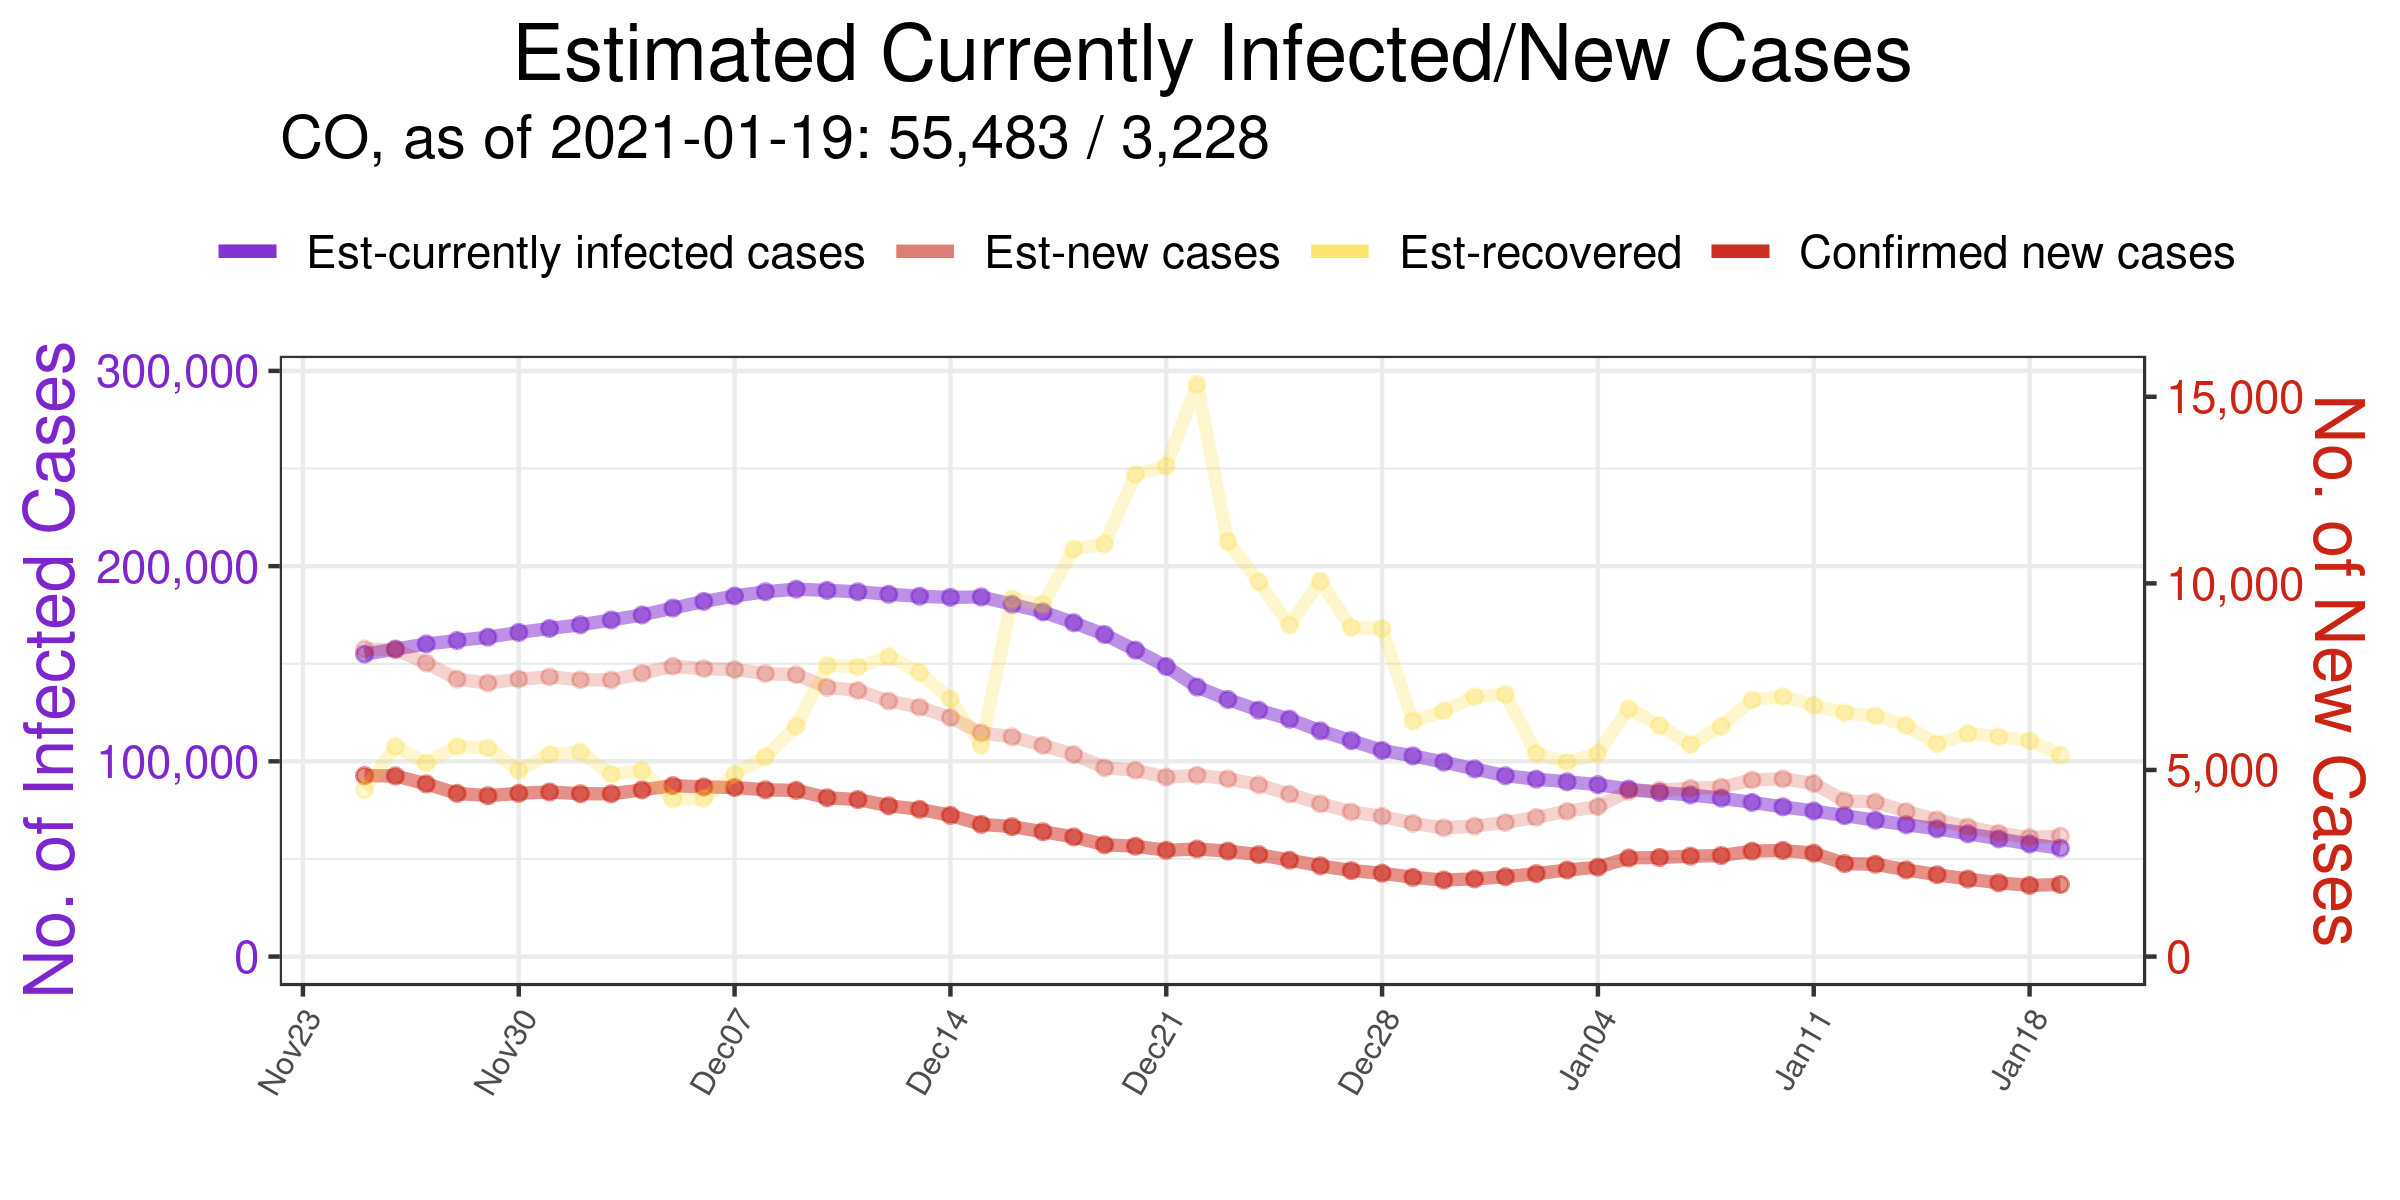 Estimated Currently Infected/New Cases
CO, as of 2021-01-19: 55,483 / 3,228
Est-currently infected cases Est-new cases Est-recovered Confirmed new cases
No. of Infected Cases
300,000
200,000
100,000
0
15,000
10,000
5,000
0
No. of New Cases
Nov23 Nov30 Dec07 Dec14 Dec21 Dec28 Jan04 Jan11 Jan18